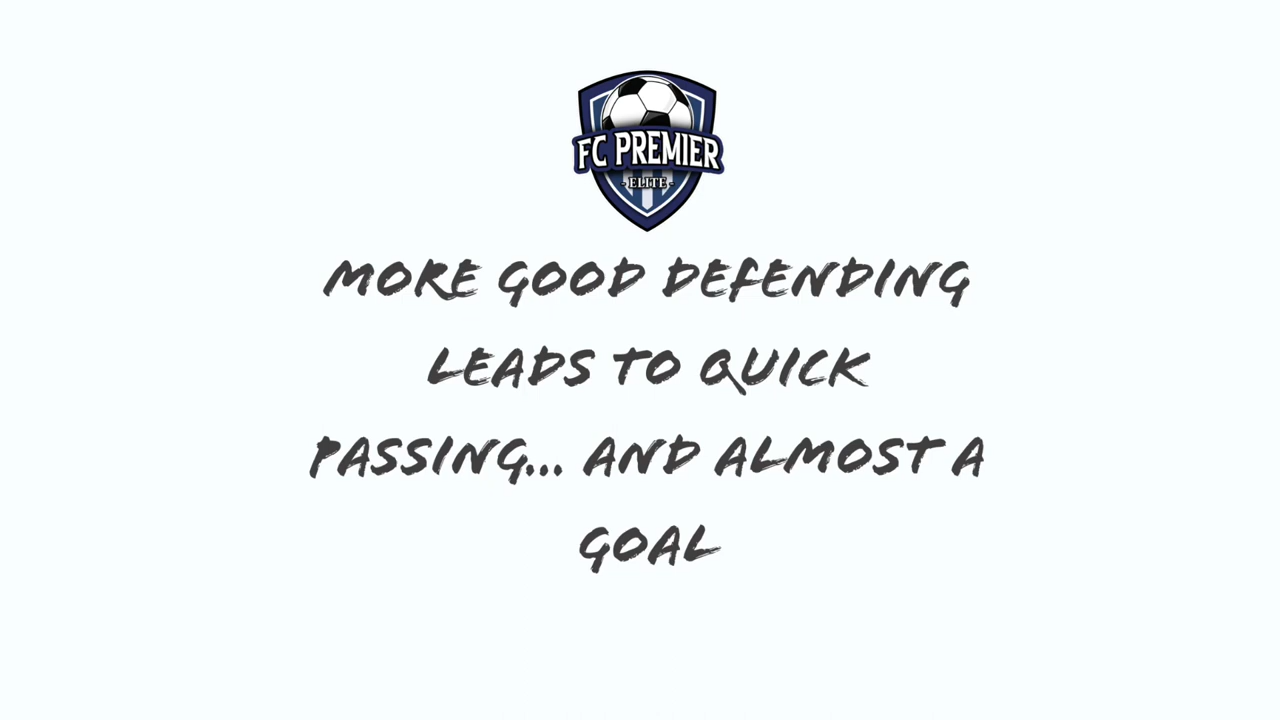 FC PREMIER
- ELITE -
MORE GOOD DEFENDING
LEADS TO QUICK
PASSING... AND ALMOST A
GOAL